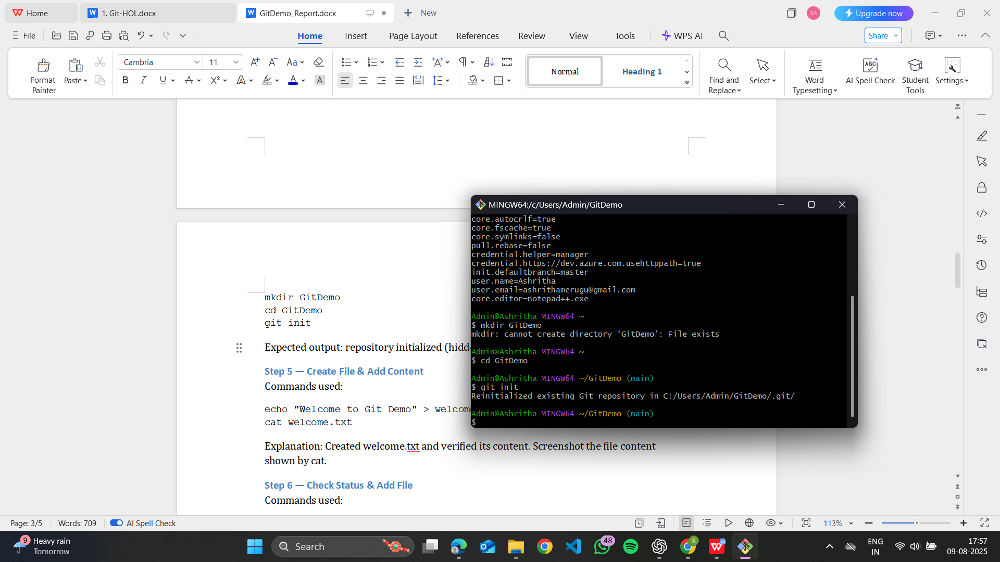 Home
1. Git-HOL.docx
GitDemo_Report.docx
New
SA
Upgrade now
File
Home
Insert
Page Layout
References
Review
View
Tools
WPS AI
Share
Format
Painter
Paste
Cambria
11
Normal
Heading 1
Find and
Replace
Select
Word
Typesetting
AI Spell Check
Student
Tools
Settings
mkdir GitDemo
cd GitDemo
git init
Expected output: repository initialized (hidd
Step 5 — Create File & Add Content
Commands used:
echo "Welcome to Git Demo" > welcom
cat welcome.txt
Explanation: Created welcome.txt and verified its content. Screenshot the file content
shown by cat.
Step 6 — Check Status & Add File
Commands used:
MINGW64:/c/Users/Admin/GitDemo
core.autocrlf=true
core.fscache=true
core.symlinks=false
pull.rebase=false
credential.helper=manager
credential.https://dev.azure.com.usehttppath=true
init.defaultbranch=master
user.name=Ashritha
user.email=ashrithamerugu@gmail.com
core.editor=notepad++.exe
Admin@Ashritha MINGW64 ~
$ mkdir GitDemo
mkdir: cannot create directory ‘GitDemo’: File exists
Admin@Ashritha MINGW64 ~
$ cd GitDemo
Admin@Ashritha MINGW64 ~/GitDemo (main)
$ git init
Reinitialized existing Git repository in C:/Users/Admin/GitDemo/.git/
Admin@Ashritha MINGW64 ~/GitDemo (main)
$
Page: 3/5
Words: 709
AI Spell Check
113%
9
Heavy rain
Tomorrow
Search
48
S
ENG
IN
17:57
09-08-2025